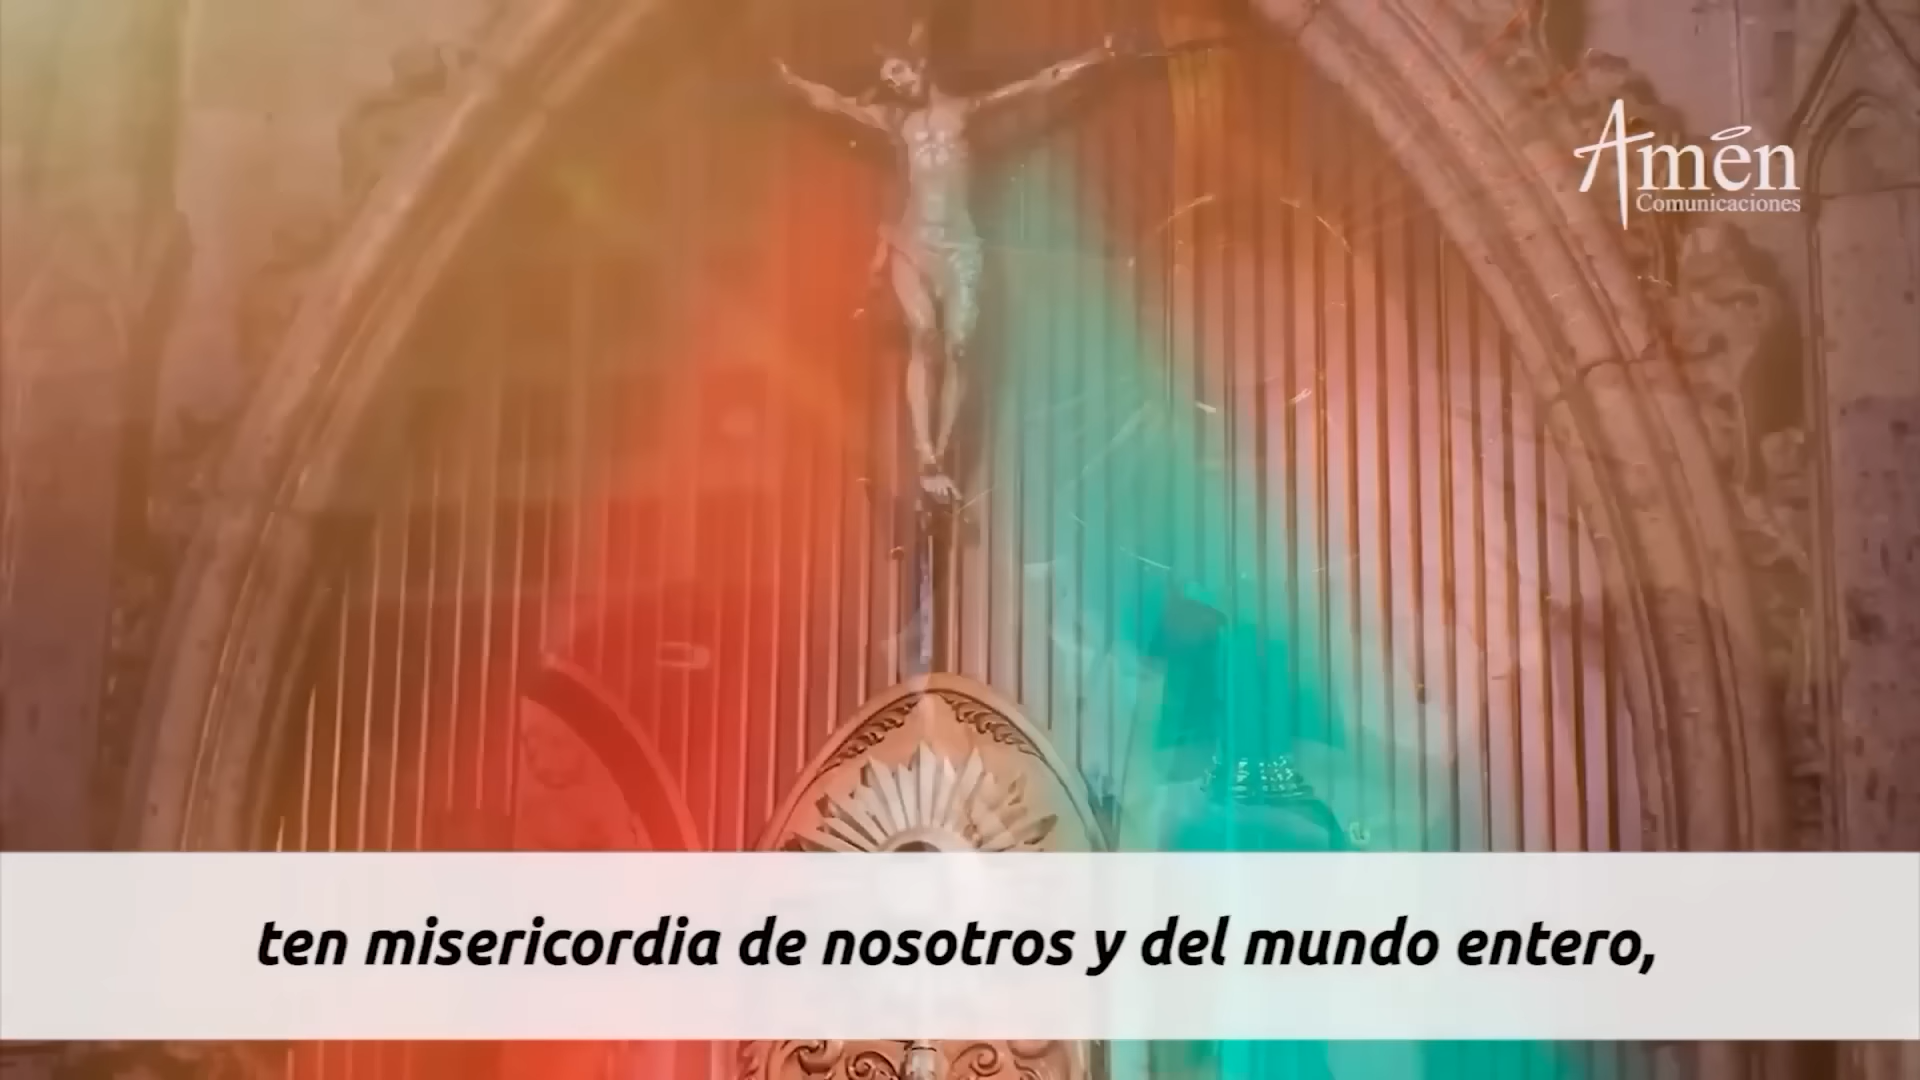 Amén
Comunicaciones
ten misericordia de nosotros y del mundo entero,